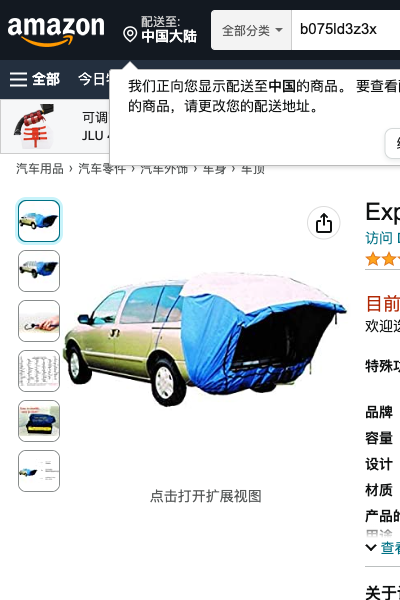 amazon
配送至:
中国大陆
全部分类
b075ld3z3x
全部
今日特
我们正向您显示配送至中国的商品。 要查看配
的商品，请更改您的配送地址。
可调
JLU
汽车用品 › 汽车零件 › 汽车外饰 › 车身 › 车顶
Exp
访问
目前
欢迎
特殊
品牌
容量
设计
材质
产品的
用途
查看
点击打开扩展视图
关于